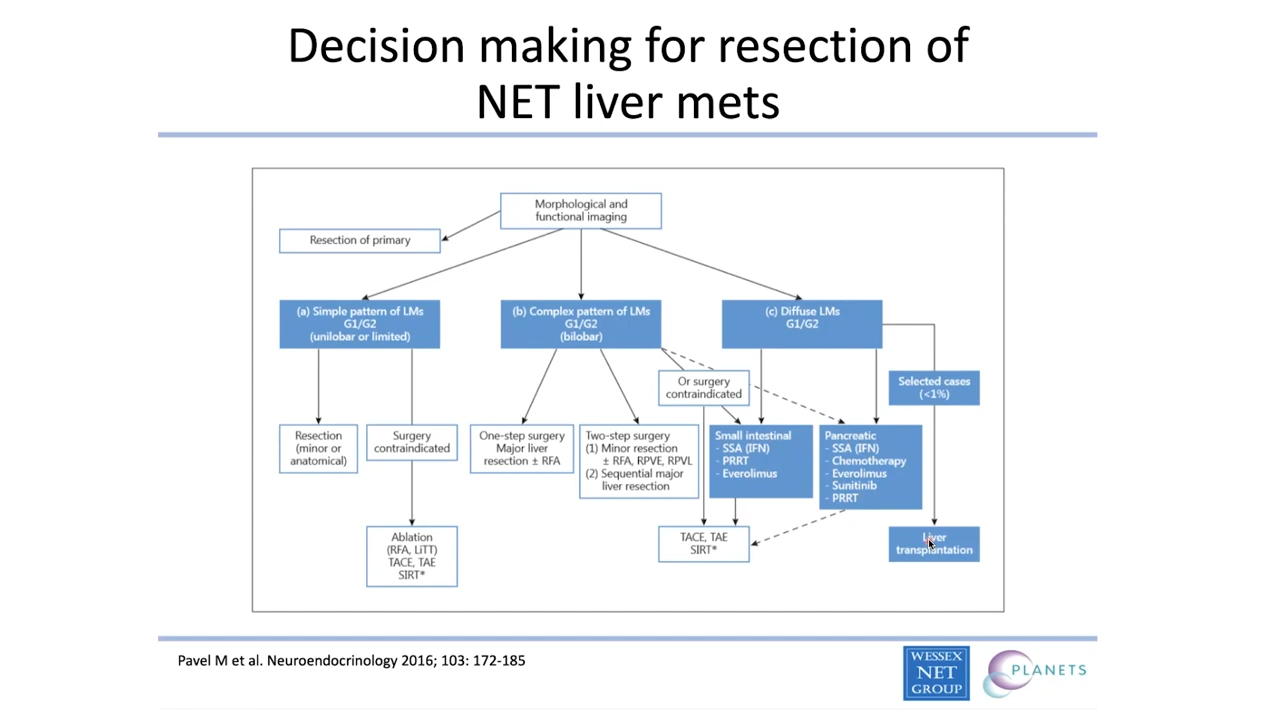 Decision making for resection of
NET liver mets
Morphological and
functional imaging
Resection of primary
(a) Simple pattern of LMs
G1/G2
(unilobar or limited)
(b) Complex pattern of LMs
G1/G2
(bilobar)
(c) Diffuse LMs
G1/G2
Or surgery
contraindicated
Selected cases
(<1%)
Resection
(minor or
anatomical)
Surgery
contraindicated
One-step surgery
Major liver
resection ± RFA
Two-step surgery
(1) Minor resection
± RFA, RPVE, RPVL
(2) Sequential major
liver resection
Small intestinal
- SSA (IFN)
- PRRT
- Everolimus
Pancreatic
- SSA (IFN)
- Chemotherapy
- Everolimus
- Sunitinib
- PRRT
Ablation
(RFA, LiTT)
TACE, TAE
SIRT*
TACE, TAE
SIRT*
Liver
transplantation
Pavel M et al. Neuroendocrinology 2016; 103: 172-185
WESSEX
NET
GROUP
PLANETS